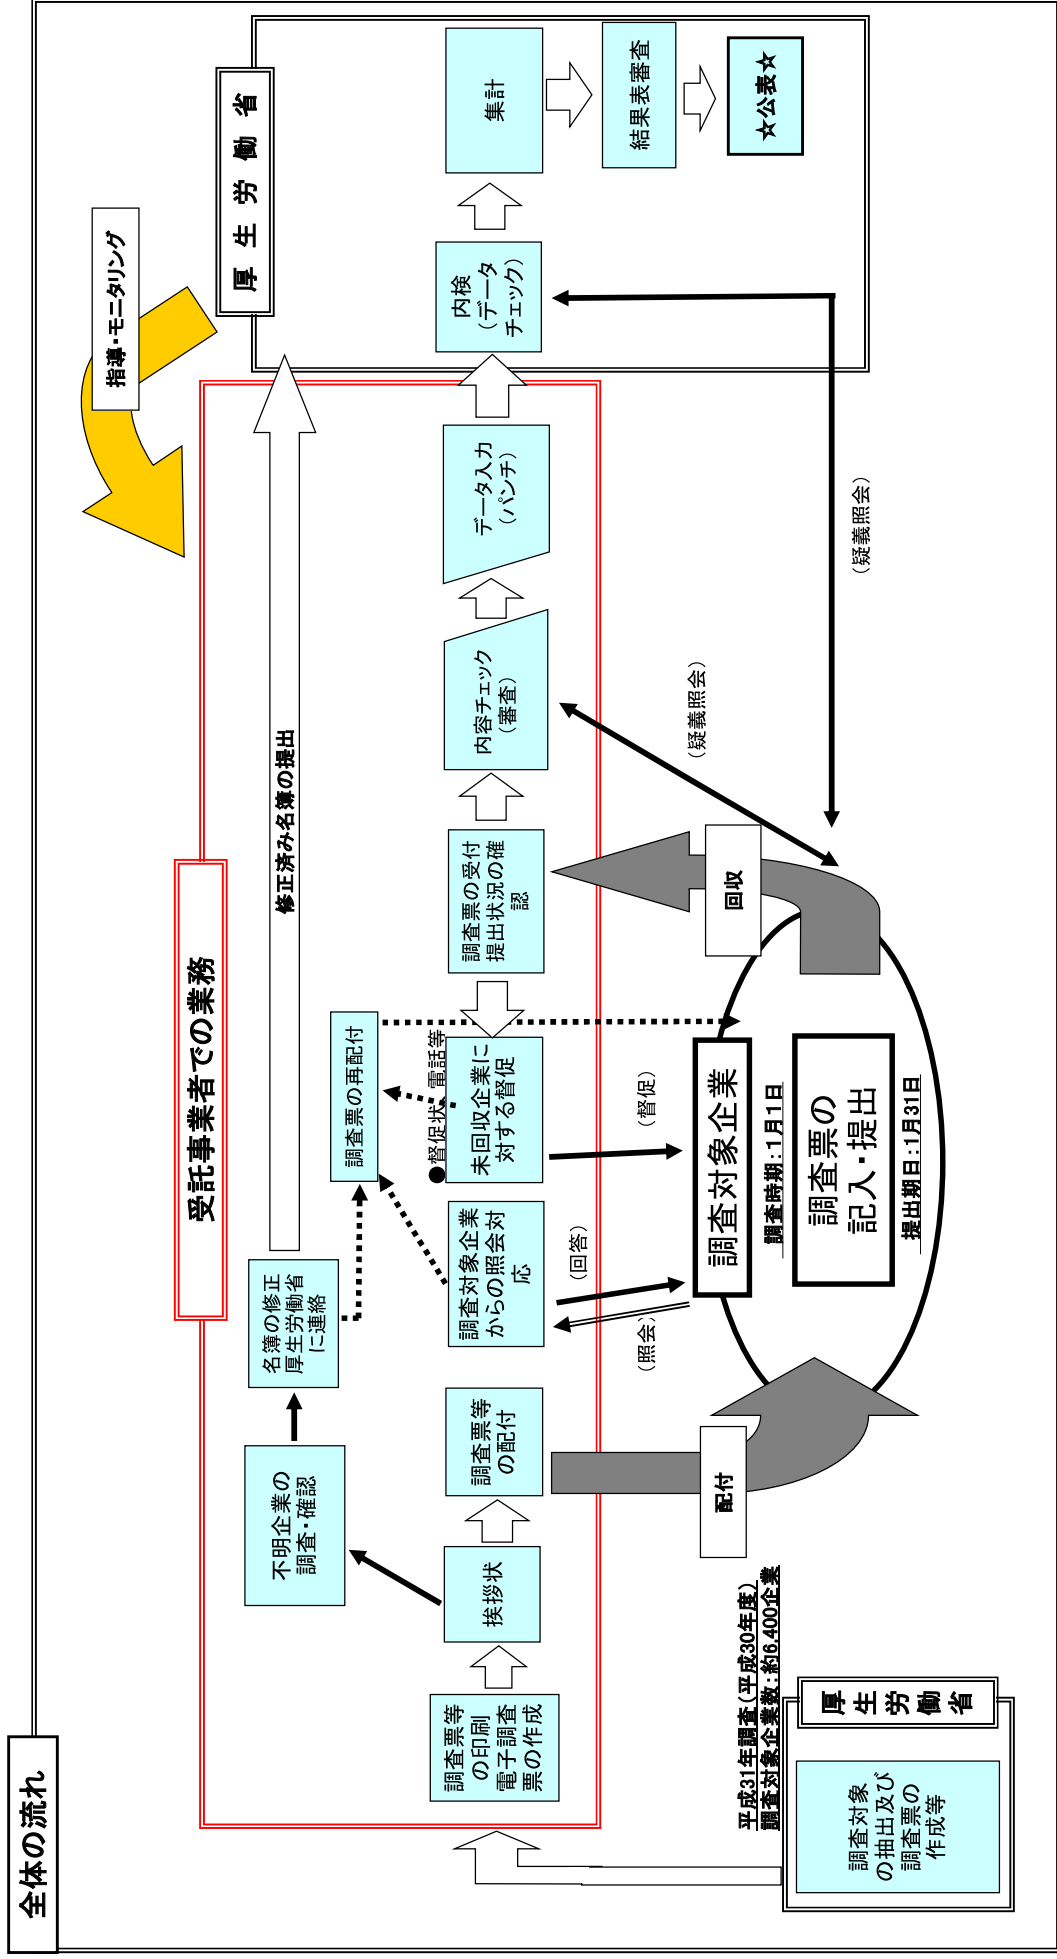 全体の流れ
指導・モニタリング
厚生労働省
受託事業者での業務
修正済み名簿の提出
不明企業の
調査・確認
名簿の修正
厚生労働省
に連絡
調査票の再配付
●督促状、電話等
調査票等
の印刷
電子調査
票の作成
挨拶状
調査票等
の配付
調査対象企業
からの照会対
応
未回収企業に
対する督促
調査票の受付
提出状況の確
認
内容チェック
（審査）
データ入力
（パンチ）
内検
（データ
チェック）
集計
結果表審査
☆公表☆
（照会）
（回答）
（督促）
（疑義照会）
（疑義照会）
配付
回収
調査対象企業
調査時期：1月1日
調査票の
記入・提出
提出期日：1月31日
平成31年調査（平成30年度）
調査対象企業数：約6,400企業
厚生労働省
調査対象
の抽出及び
調査票の
作成等